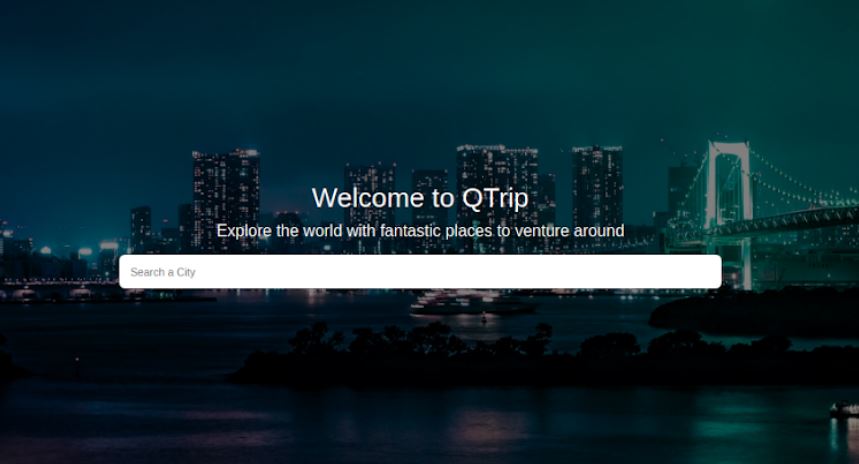 Welcome to QTrip
Explore the world with fantastic places to venture around
Search a City